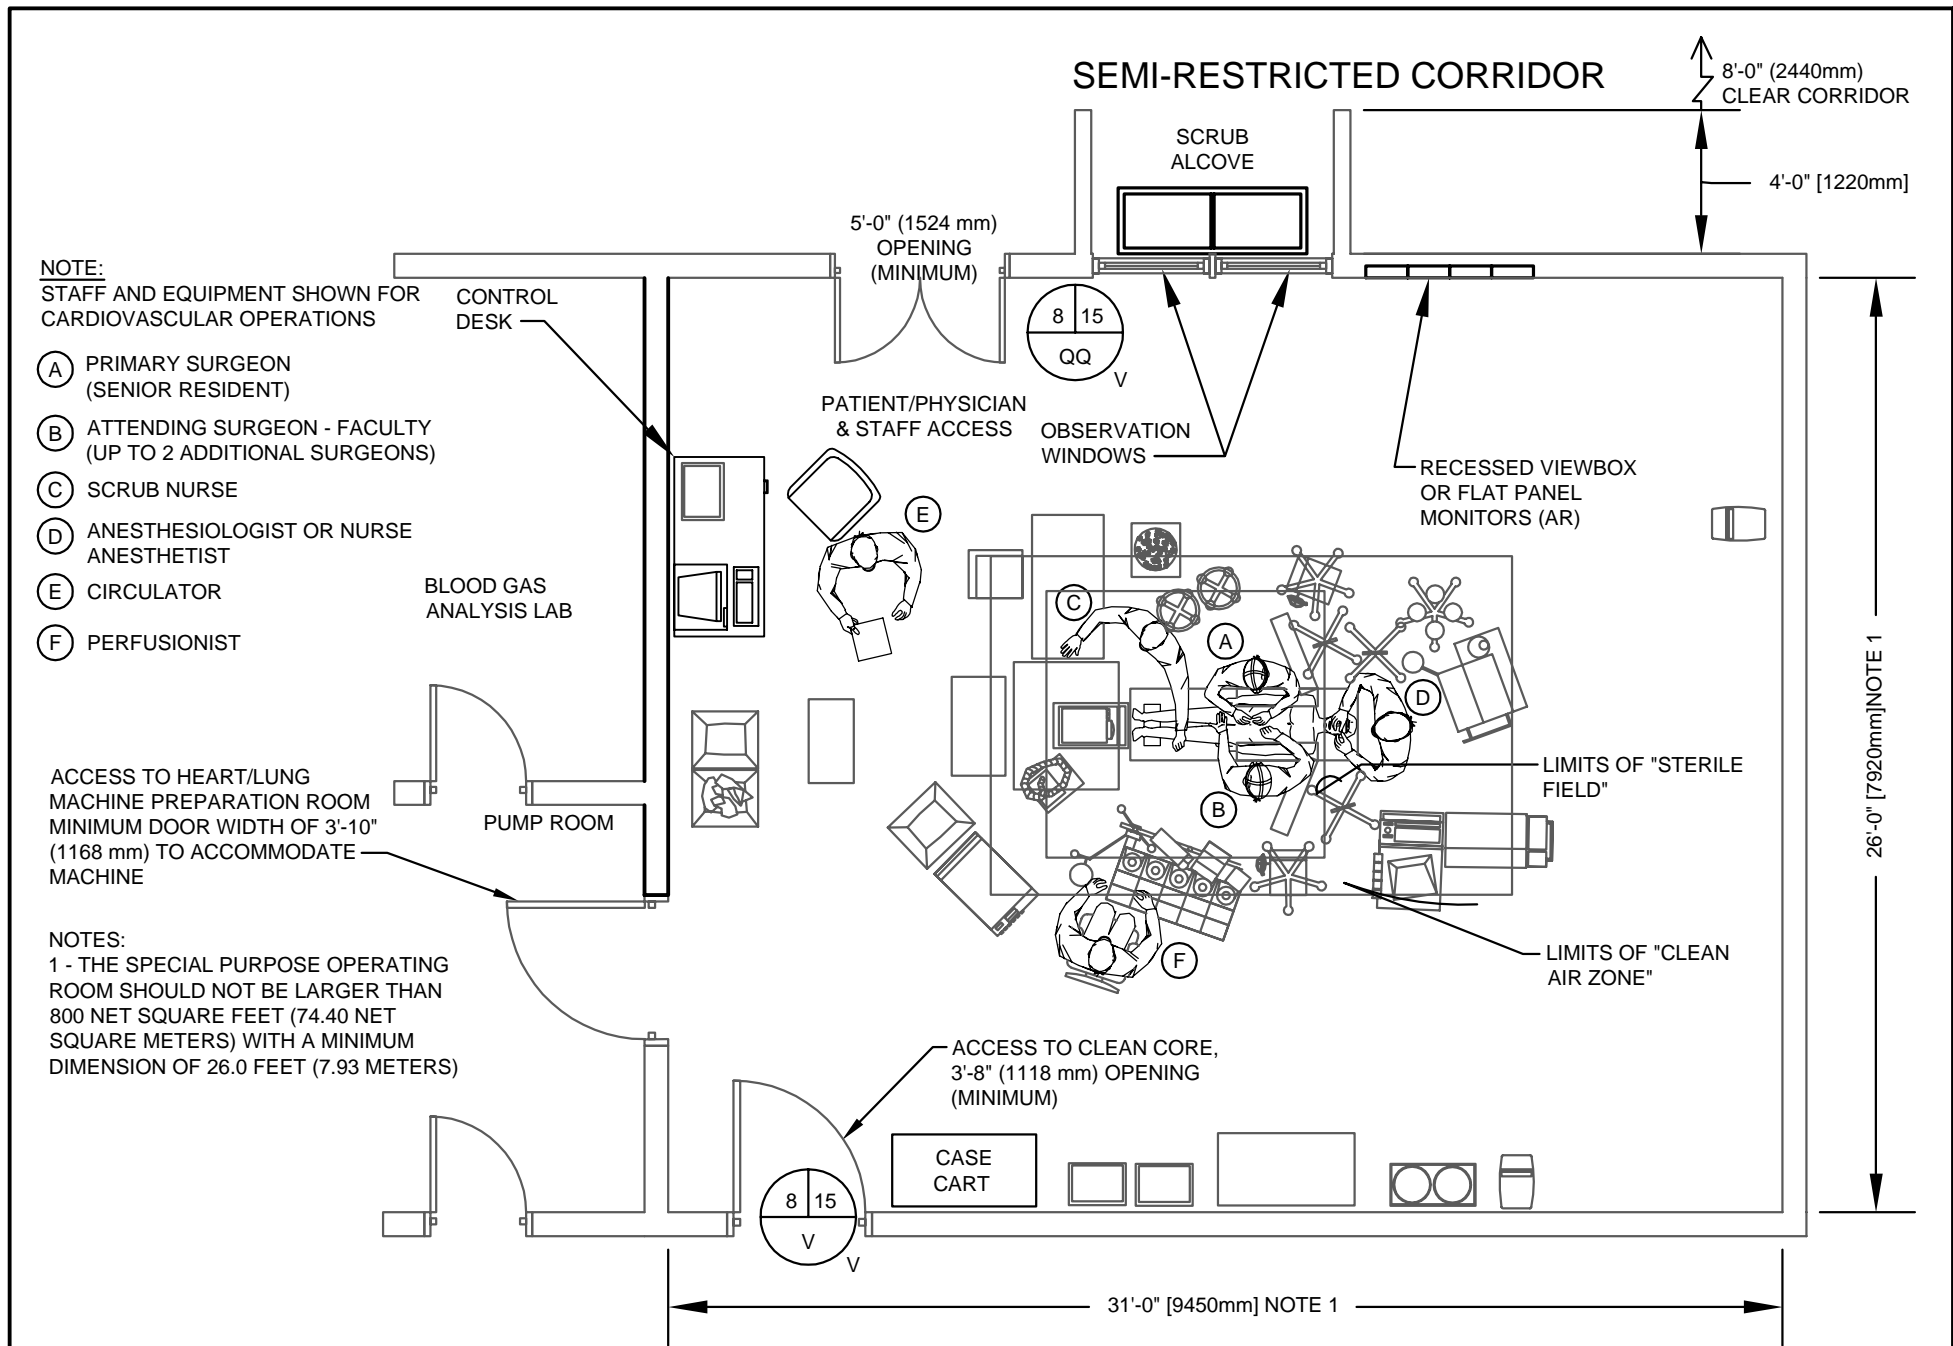 SEMI-RESTRICTED CORRIDOR
8'-0" (2440mm)
CLEAR CORRIDOR
SCRUB
ALCOVE
4'-0" [1220mm]
5'-0" (1524 mm)
OPENING
(MINIMUM)
NOTE:
STAFF AND EQUIPMENT SHOWN FOR
CARDIOVASCULAR OPERATIONS
A PRIMARY SURGEON
(SENIOR RESIDENT)
B ATTENDING SURGEON - FACULTY
(UP TO 2 ADDITIONAL SURGEONS)
C SCRUB NURSE
D ANESTHESIOLOGIST OR NURSE
ANESTHETIST
E CIRCULATOR
F PERFUSIONIST
CONTROL
DESK
8 15
QQ
V
PATIENT/PHYSICIAN
& STAFF ACCESS
OBSERVATION
WINDOWS
RECESSED VIEWBOX
OR FLAT PANEL
MONITORS (AR)
E
BLOOD GAS
ANALYSIS LAB
C
A
D
B
F
26'-0" [7920mm]NOTE 1
LIMITS OF "STERILE
FIELD"
LIMITS OF "CLEAN
AIR ZONE"
ACCESS TO HEART/LUNG
MACHINE PREPARATION ROOM
MINIMUM DOOR WIDTH OF 3'-10"
(1168 mm) TO ACCOMMODATE
MACHINE
PUMP ROOM
NOTES:
1 - THE SPECIAL PURPOSE OPERATING
ROOM SHOULD NOT BE LARGER THAN
800 NET SQUARE FEET (74.40 NET
SQUARE METERS) WITH A MINIMUM
DIMENSION OF 26.0 FEET (7.93 METERS)
ACCESS TO CLEAN CORE,
3'-8" (1118 mm) OPENING
(MINIMUM)
CASE
CART
8 15
V
V
31'-0" [9450mm] NOTE 1